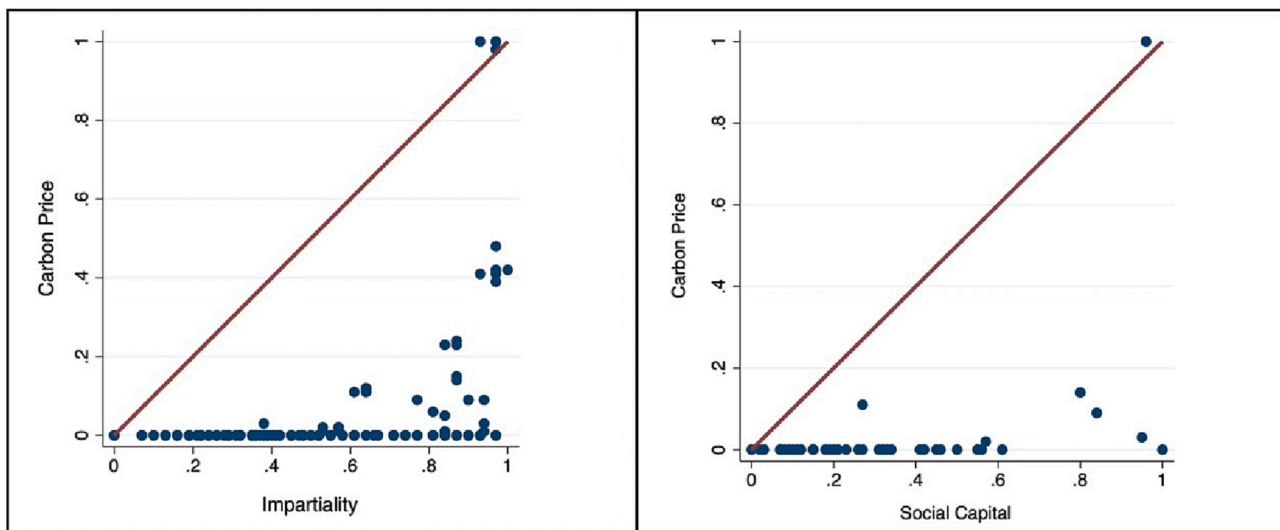 1
.8
.6
.4
.2
0
Carbon Price
0 .2 .4 .6 .8 1
Impartiality
1
.8
.6
.4
.2
0
Carbon Price
0 .2 .4 .6 .8 1
Social Capital